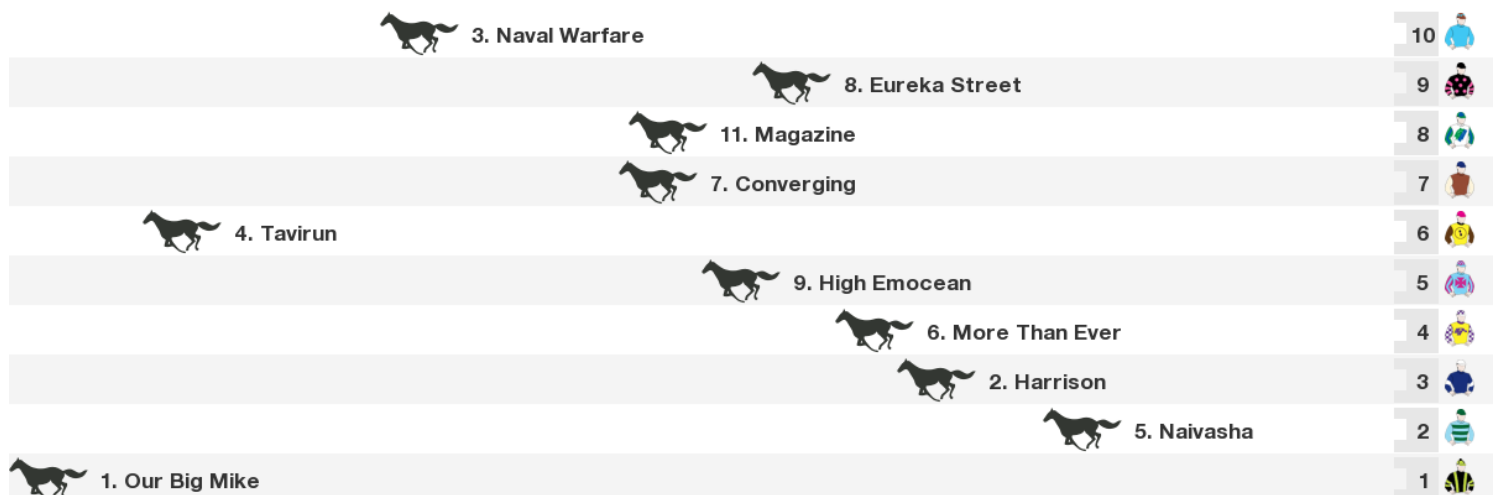 3. Naval Warfare 10
8. Eureka Street 9
11. Magazine 8
7. Converging 7
4. Tavirun 6
9. High Emocean 5
6. More Than Ever 4
2. Harrison 3
5. Naivasha 2
1. Our Big Mike 1